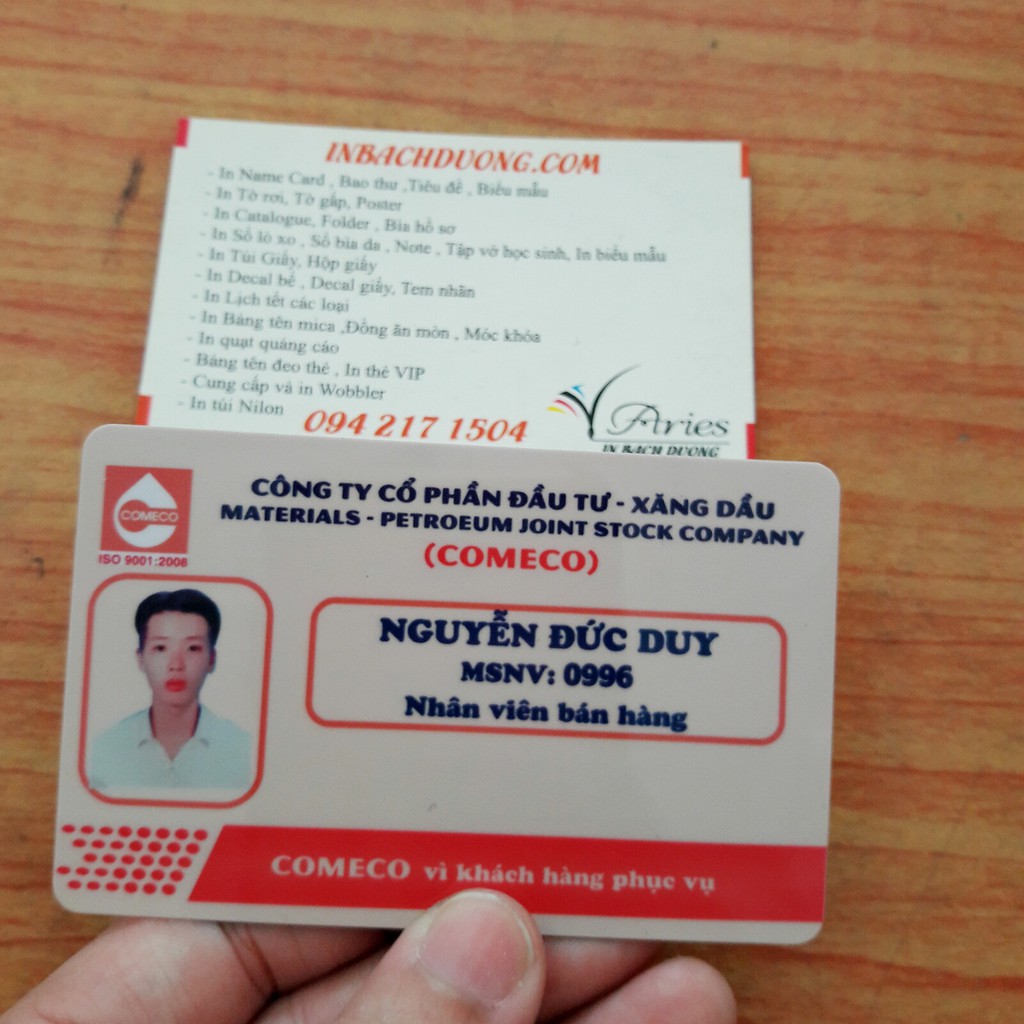 INBACHDUONG.COM
- In Name Card , Bao thư ,Tiêu đề , Biểu mẫu
- In Tờ rơi, Tờ gấp, Poster
- In Catalogue, Folder , Bìa hồ sơ
- In Sổ lò xo , Sổ bìa da , Note , Tập vở học sinh, In biểu mẫu
- In Túi Giấy, Hộp giấy
- In Decal bế , Decal giấy, Tem nhãn
- In Lịch tết các loại
- In Bảng tên mica ,Đồng ăn mòn , Móc khóa
- In quạt quảng cáo
- Bảng tên đeo thẻ , In thẻ VIP
- Cung cấp và in Wobbler
- In túi Nilon
094 217 1504
Aries
IN BACH DUONG
COMECO
ISO 9001:2008
CÔNG TY CỔ PHẦN ĐẦU TƯ - XĂNG DẦU
MATERIALS - PETROEUM JOINT STOCK COMPANY
(COMECO)
NGUYỄN ĐỨC DUY
MSNV: 0996
Nhân viên bán hàng
COMECO vì khách hàng phục vụ